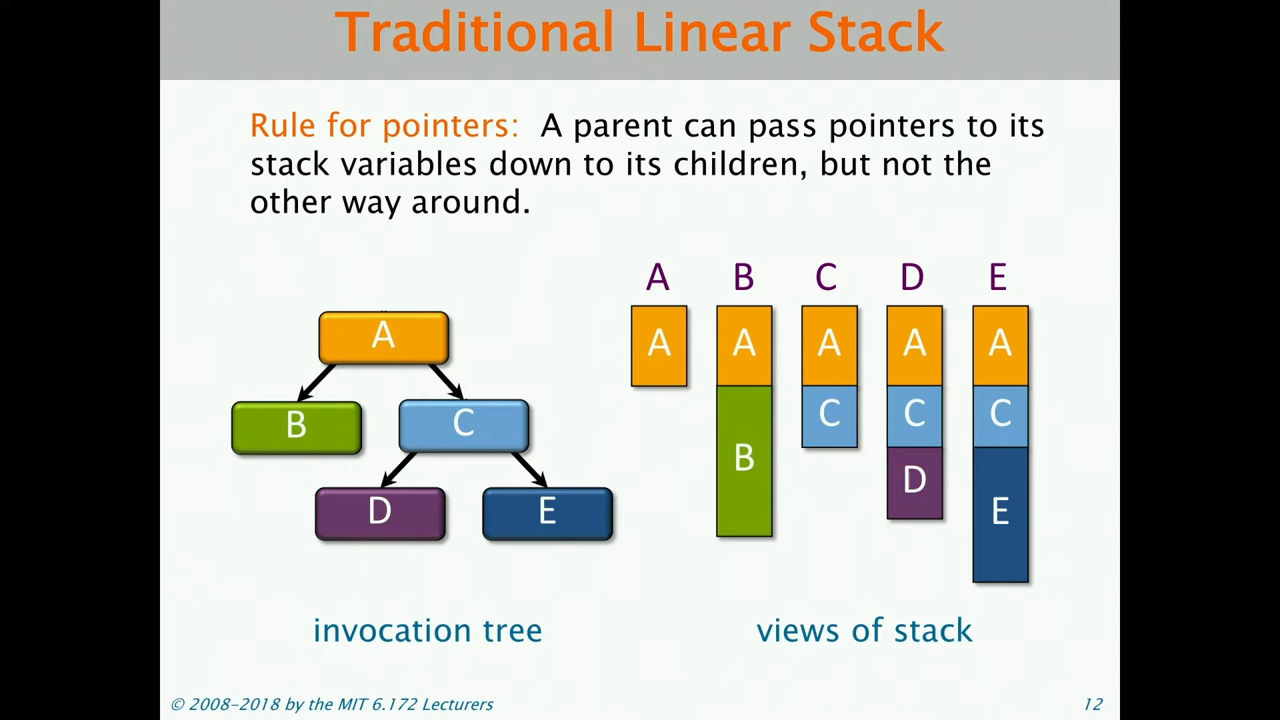 Traditional Linear Stack
Rule for pointers: A parent can pass pointers to its
stack variables down to its children, but not the
other way around.
A
B
C
D
E
invocation tree
A B C D E
A A A A A
C C C
B
D
E
views of stack
© 2008-2018 by the MIT 6.172 Lecturers
12